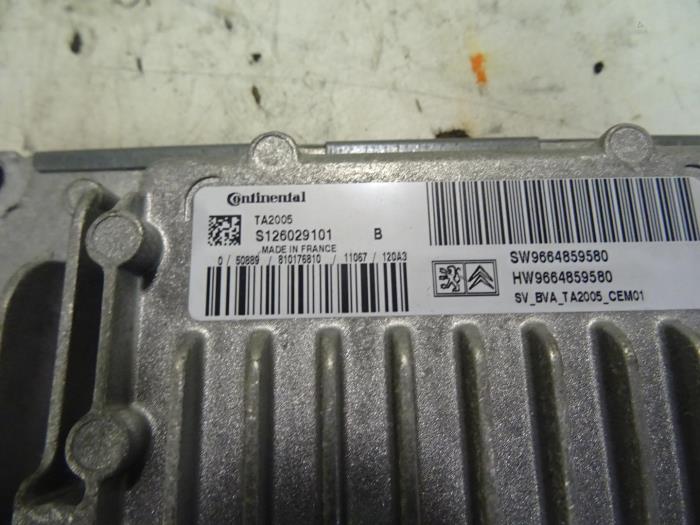 Continental
TA2005
S126029101 B
MADE IN FRANCE
0 / 50889 / 810176810 / 11067 / 120A3
SW9664859580
HW9664859580
SV_BVA_TA2005_CEM01